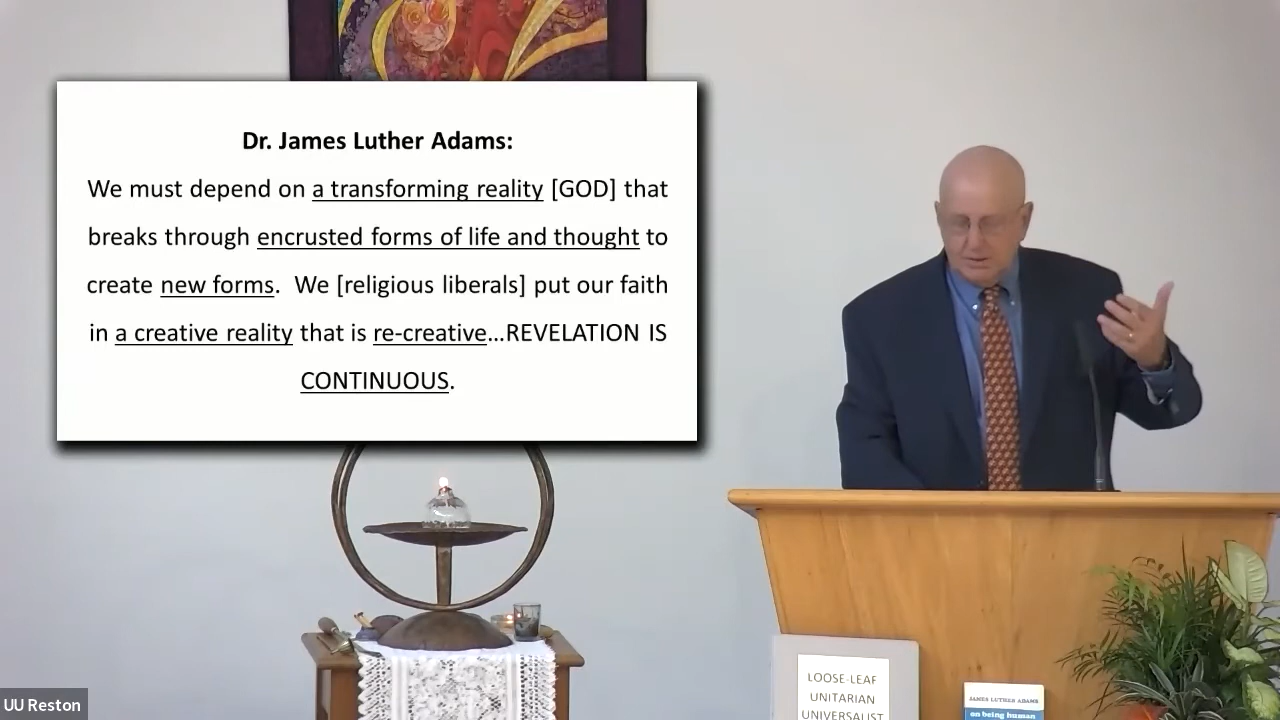 Dr. James Luther Adams:
We must depend on a transforming reality [GOD] that
breaks through encrusted forms of life and thought to
create new forms.  We [religious liberals] put our faith
in a creative reality that is re-creative…REVELATION IS
CONTINUOUS.
LOOSE-LEAF
UNITARIAN
UNIVERSALIST
JAMES LUTHER ADAMS
on being human
UU Reston